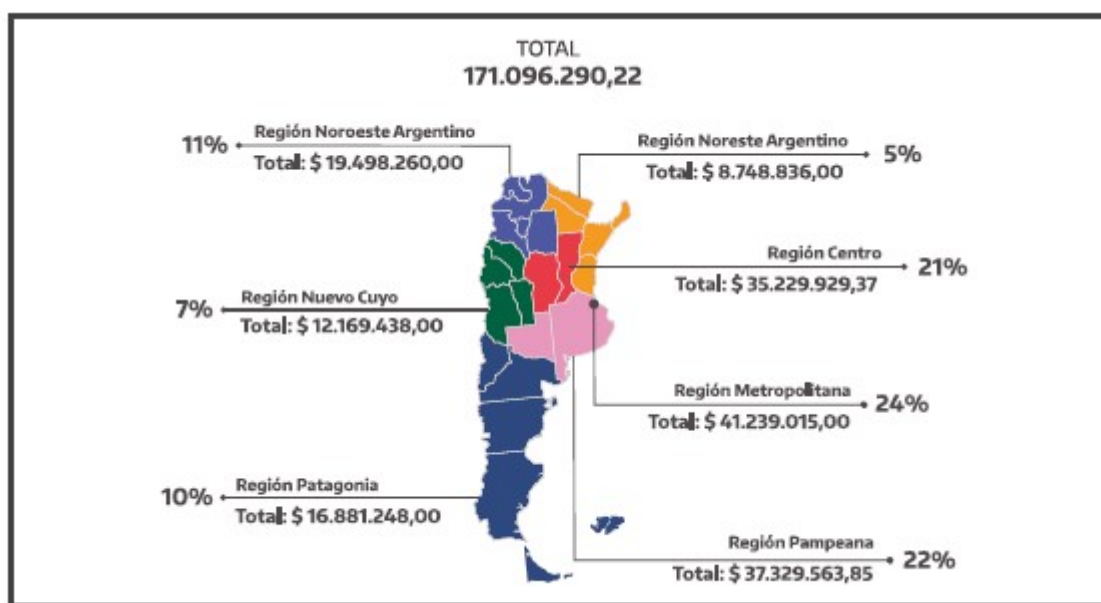 TOTAL
171.096.290,22
11%
Región Noroeste Argentino
Total: $ 19.498.260,00
Región Noreste Argentino
Total: $ 8.748.836,00
5%
Región Centro
Total: $ 35.229.929,37
21%
7%
Región Nuevo Cuyo
Total: $ 12.169.438,00
Región Metropolitana
Total: $ 41.239.015,00
24%
10%
Región Patagonia
Total: $ 16.881.248,00
Región Pampeana
Total: $ 37.329.563,85
22%